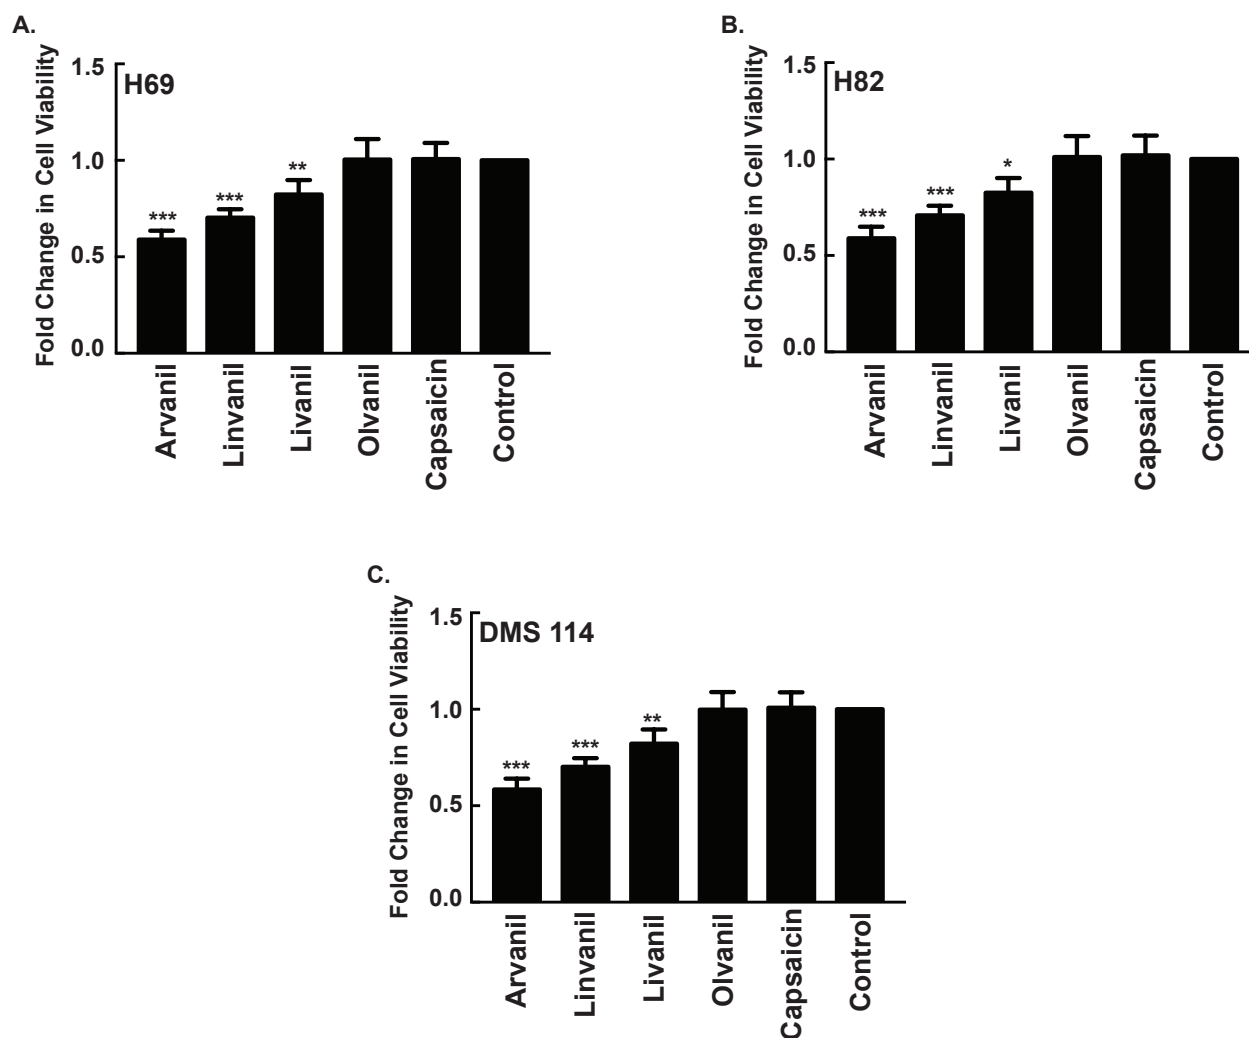 A.
H69
Fold Change in Cell Viability
1.5
1.0
0.5
0.0
***
***
**
Arvanil
Linvanil
Livanil
Olvanil
Capsaicin
Control
B.
H82
Fold Change in Cell Viability
1.5
1.0
0.5
0.0
***
***
*
Arvanil
Linvanil
Livanil
Olvanil
Capsaicin
Control
C.
DMS 114
Fold Change in Cell Viability
1.5
1.0
0.5
0.0
***
***
**
Arvanil
Linvanil
Livanil
Olvanil
Capsaicin
Control